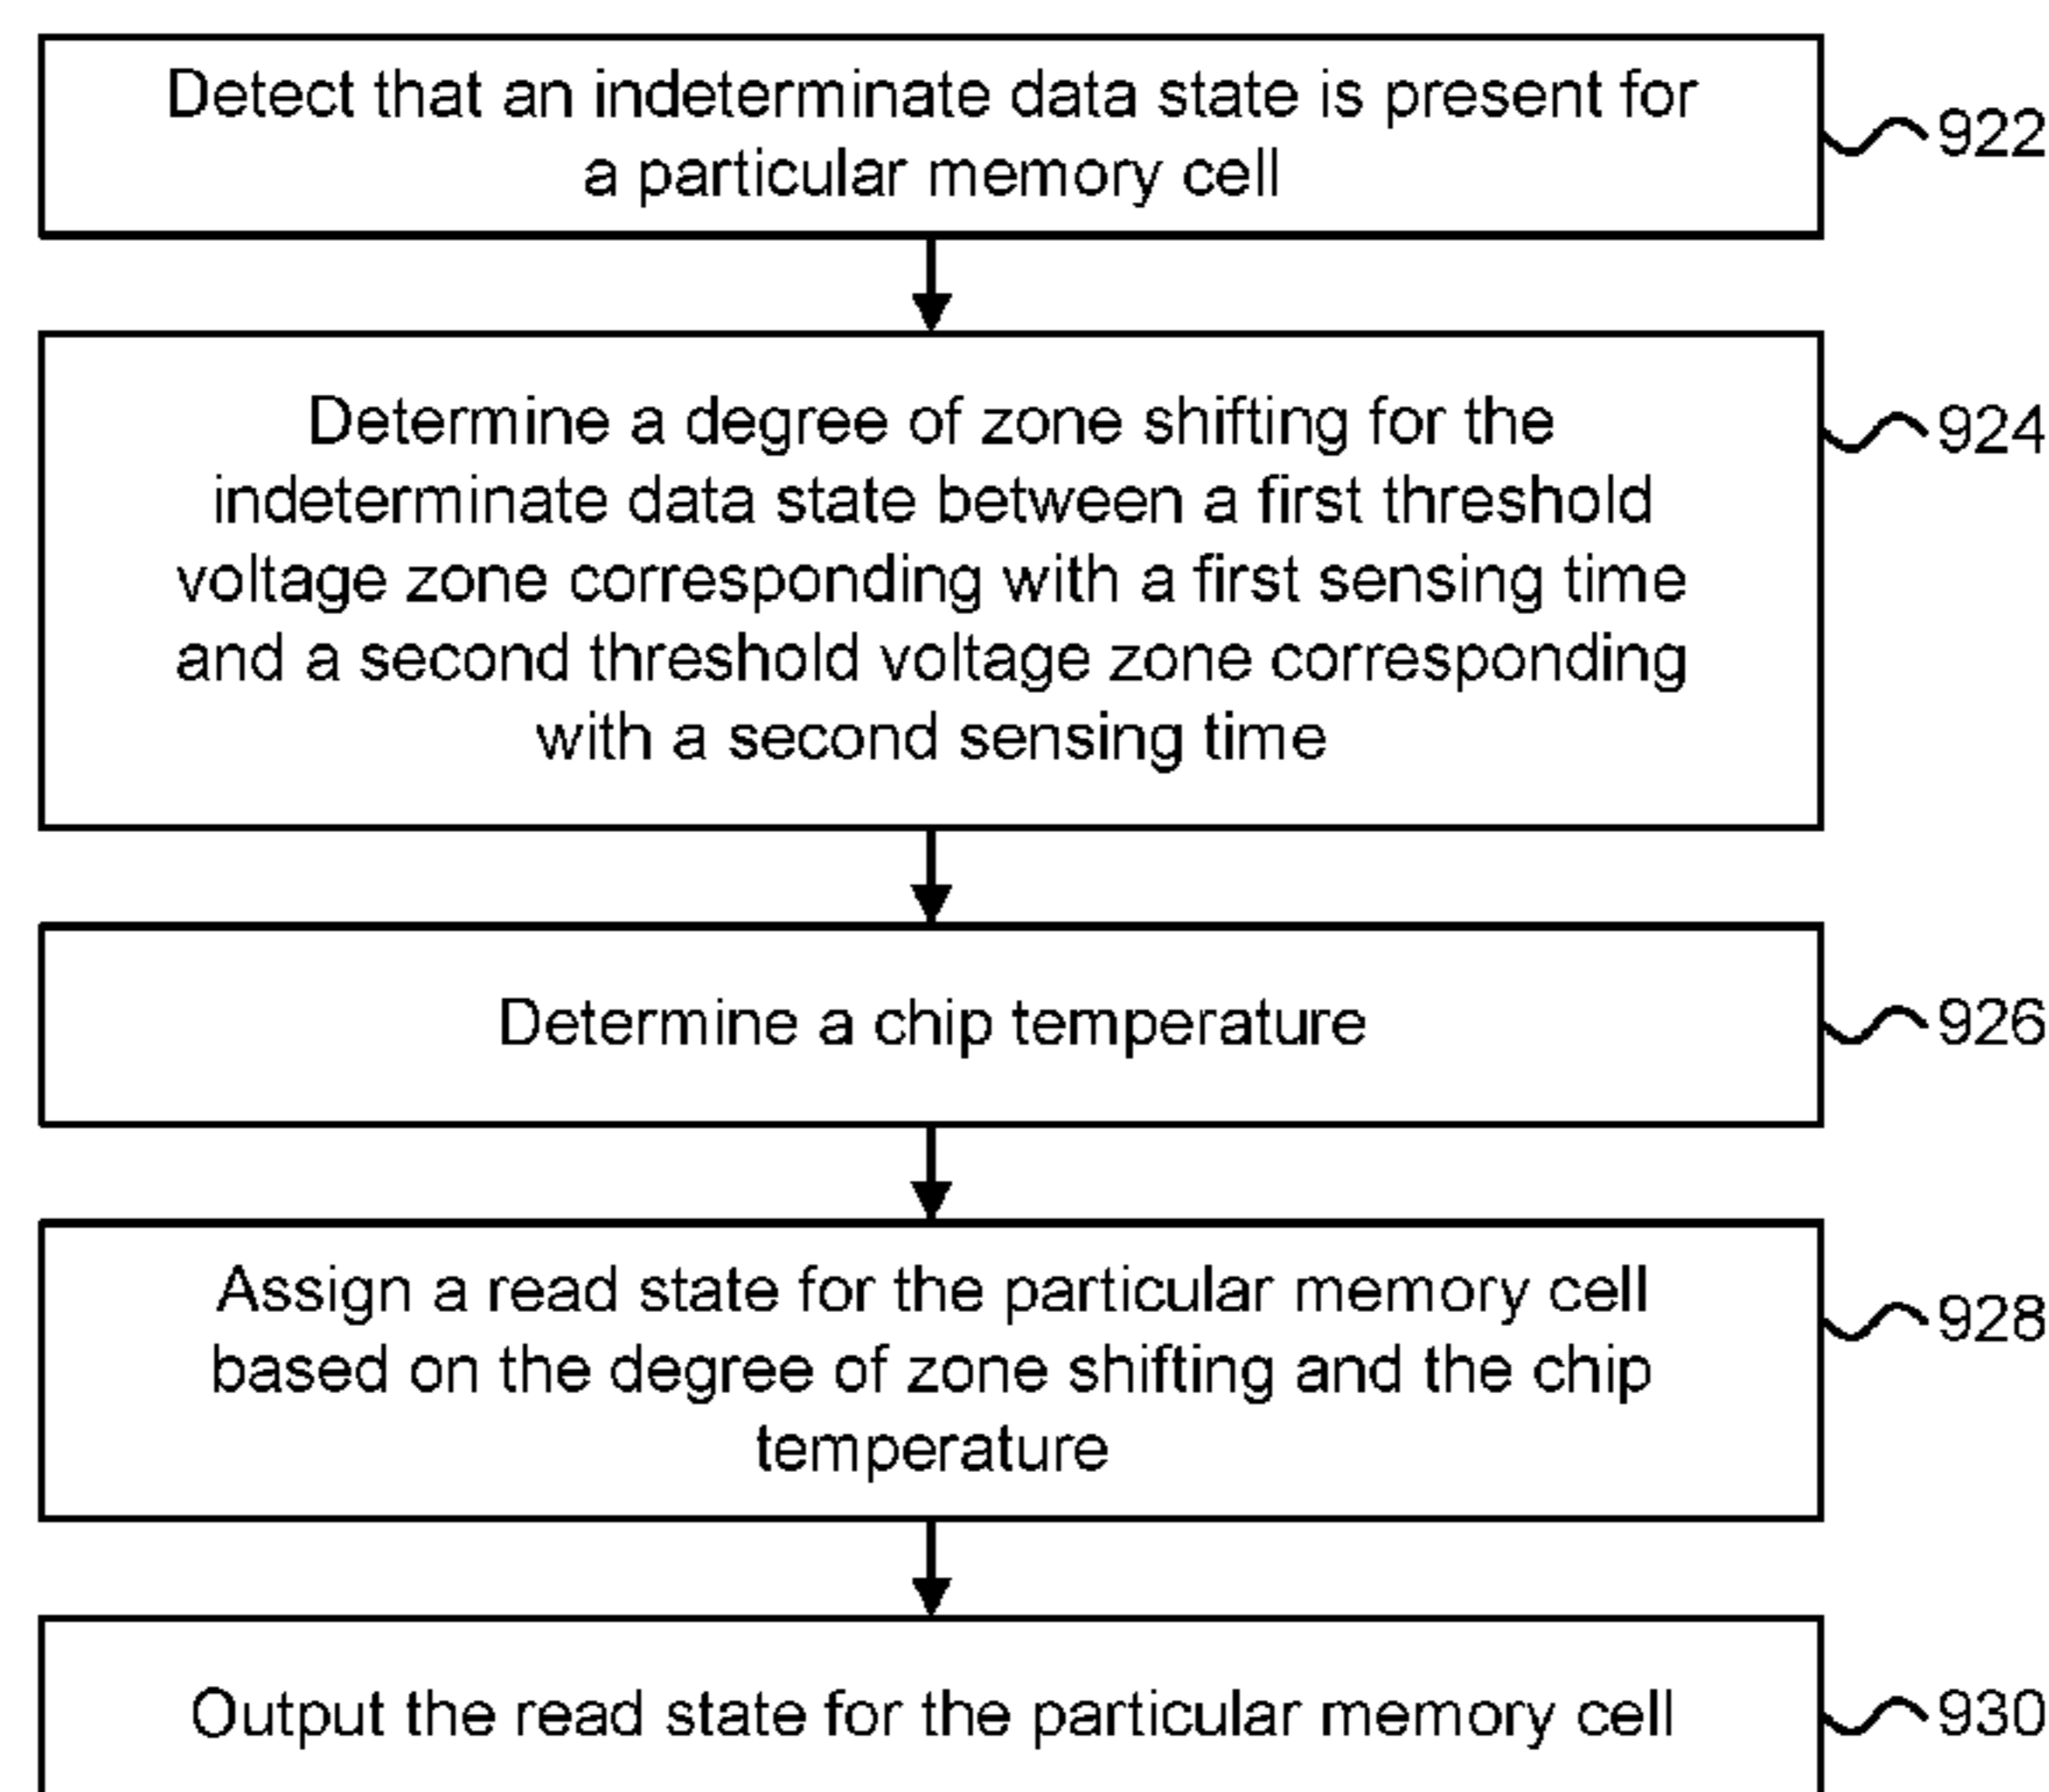 Detect that an indeterminate data state is present for
a particular memory cell
922
Determine a degree of zone shifting for the
indeterminate data state between a first threshold
voltage zone corresponding with a first sensing time
and a second threshold voltage zone corresponding
with a second sensing time
924
Determine a chip temperature
926
Assign a read state for the particular memory cell
based on the degree of zone shifting and the chip
temperature
928
Output the read state for the particular memory cell
930